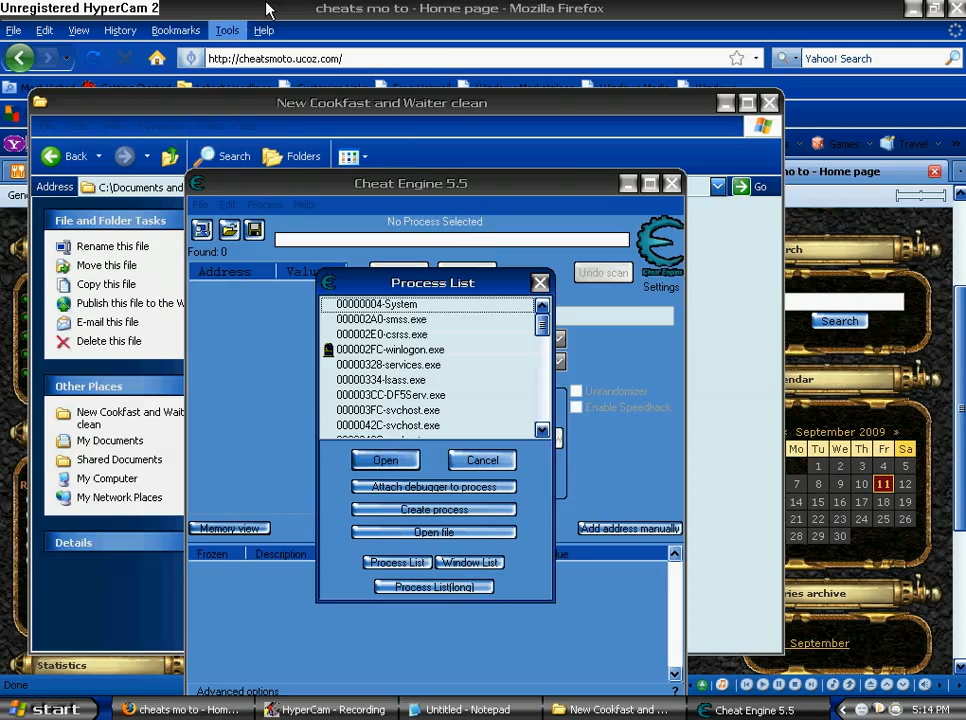 Unregistered HyperCam 2
cheats mo to - Home page - Mozilla Firefox
File Edit View History Bookmarks Tools Help
http://cheatsmoto.ucoz.com/
Yahoo! Search
New Cookfast and Waiter clean
Games
Travel
Back
Search
Folders
mo to - Home page
Address
C:\Documents and
Go
Cheat Engine 5.5
File Edit Process Help
File and Folder Tasks
No Process Selected
Rename this file
Move this file
Copy this file
Publish this file to the W
E-mail this file
Delete this file
Found: 0
Address
Valu
Undo scan
Cheat Engine
Settings
Search
Process List
00000004-System
000002A0-smss.exe
000002E0-csrss.exe
000002FC-winlogon.exe
00000328-services.exe
00000334-lsass.exe
000003CC-DF5Serv.exe
000003FC-svchost.exe
0000042C-svchost.exe
Unrandomizer
Enable Speedhack
Other Places
New Cookfast and Wait
clean
My Documents
Shared Documents
My Computer
My Network Places
Open
Cancel
Attach debugger to process
Create process
Open file
Process List
Window List
Process List(long)
Details
Memory view
Add address manually
Frozen
Description
ue
Advanced options
?
endar
« September 2009 »
Mo Tu We Th Fr Sa
1 2 3 4 5
7 8 9 10 11 12
14 15 16 17 18 19
21 22 23 24 25 26
28 29 30
ries archive
September
Statistics
Done
start
cheats mo to - Hom...
HyperCam - Recording
Untitled - Notepad
New Cookfast and ...
Cheat Engine 5.5
5:14 PM